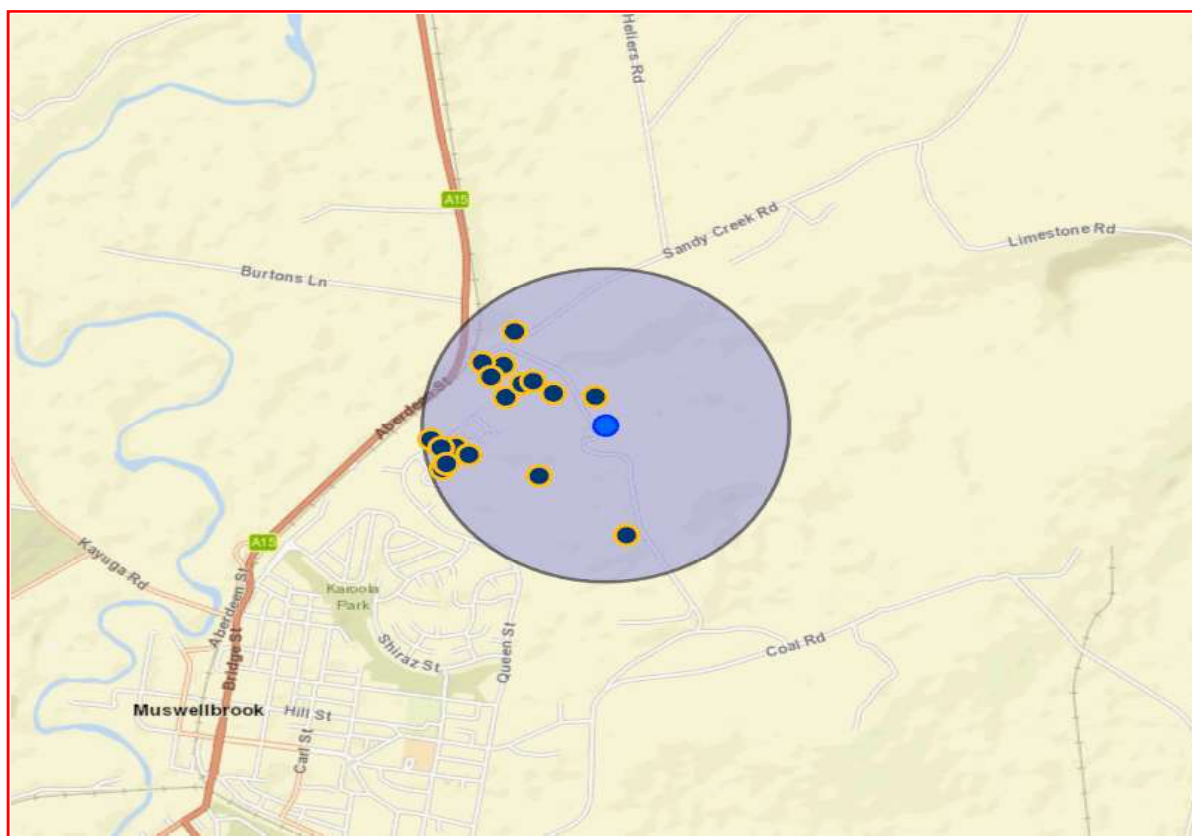 Helliers Rd
A15
Sandy Creek Rd
Limestone Rd
Burtons Ln
Aberdeen St
A15
Kayuga Rd
Karoola
Park
Aberdeen St
Bridge St
Shiraz St
Queen St
Coal Rd
Muswellbrook
Hill St
Carl St